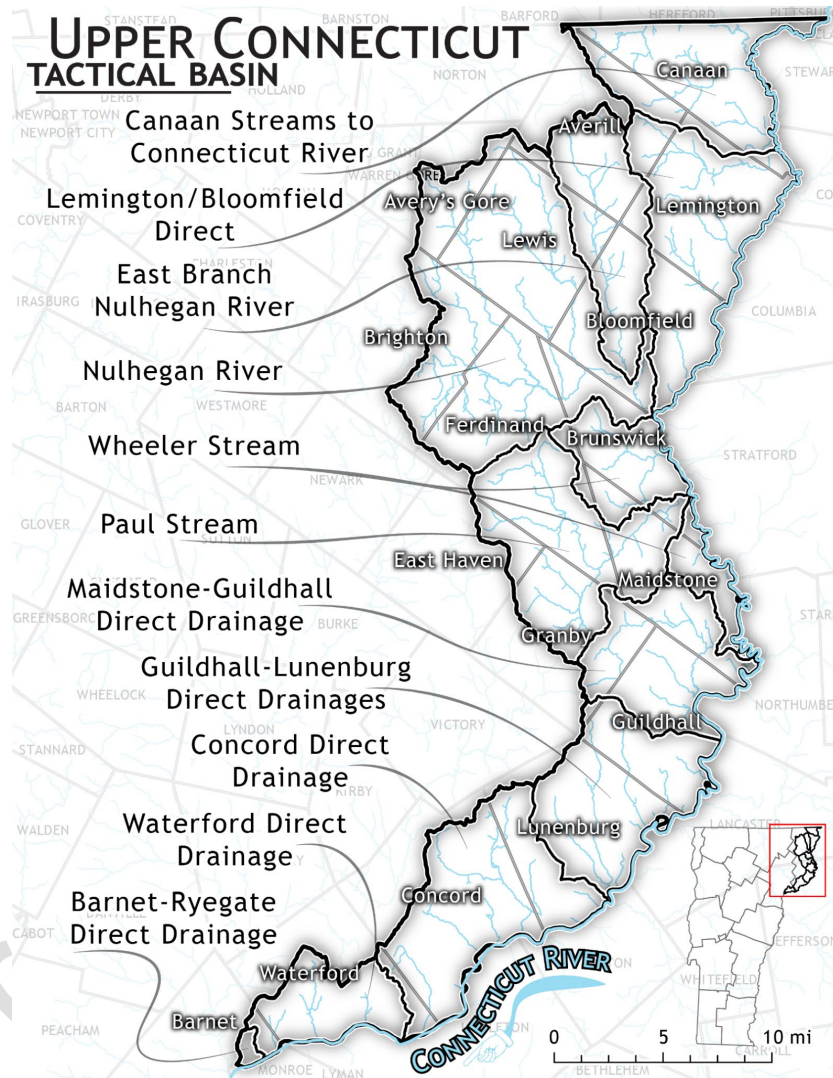 UPPER CONNECTICUT
TACTICAL BASIN
Canaan Streams to
Connecticut River
Lemington/Bloomfield
Direct
East Branch
Nulhegan River
Nulhegan River
Wheeler Stream
Paul Stream
Maidstone-Guildhall
Direct Drainage
Guildhall-Lunenburg
Direct Drainages
Concord Direct
Drainage
Waterford Direct
Drainage
Barnet-Ryegate
Direct Drainage
Canaan
Averill
Avery's Gore
Lewis
Lemington
Bloomfield
Brighton
Ferdinand
Brunswick
East Haven
Maidstone
Granby
Guildhall
Lunenburg
Concord
Waterford
Barnet
CONNECTICUT RIVER
0 5 10 mi
STANSTEAD
BARNSTON
BARFORD
HEREFORD
NORTON
HOLLAND
DERBY
NEWPORT TOWN
NEWPORT CITY
COVENTRY
CHARLESTON
IRASBURG
COLUMBIA
BARTON
WESTMORE
STRATFORD
NEWARK
GLOVER
SUTTON
BURKE
WHEELOCK
LYNDON
VICTORY
STANNARD
KIRBY
WALDEN
LANCASTER
CABOT
WHITEFIELD
PEACHAM
MONROE
LYMAN
BETHLEHEM
CARROLL